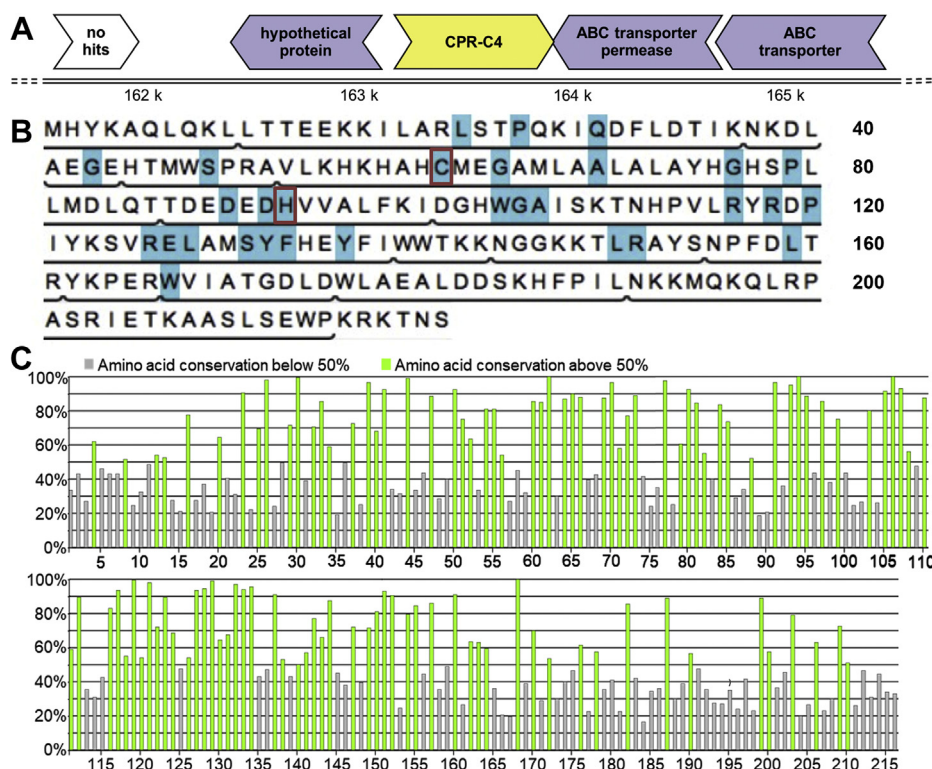 A
no hits
hypothetical protein
CPR-C4
ABC transporter permease
ABC transporter
162 k 163 k 164 k 165 k
B
MHYKAQLQKLLTTEEKKILARLSTPQKIQDFLDTIKNKDL 40
AEGEHTMWSPRAVLKHKHAHCMEGAMLAALALAYHGHSPL 80
LMDLQTTDEDEDHVVALFKIDGHWGAISKTNHPVLRYRDP 120
IYKSVRELAMSYFHEYFIWWTKKNGGKKTLRAYSNPFDLT 160
RYKPERWVIATGDLDWLAEALDDSKHFPILNKKMQKQLRP 200
ASRIETKAASLSEWPKRKTNS
C
Amino acid conservation below 50% Amino acid conservation above 50%
100%
80%
60%
40%
20%
0%
5 10 15 20 25 30 35 40 45 50 55 60 65 70 75 80 85 90 95 100 105 110
100%
80%
60%
40%
20%
0%
115 120 125 130 135 140 145 150 155 160 165 170 175 180 185 190 195 200 205 210 215